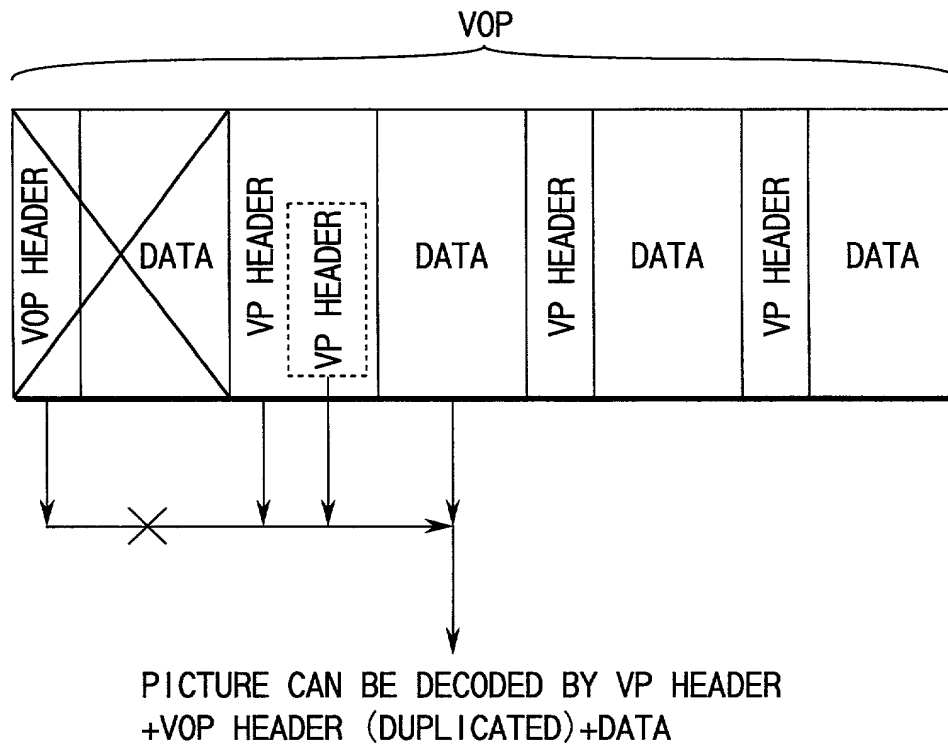 VOP
VOP HEADER
DATA
VP HEADER
VP HEADER
DATA
VP HEADER
DATA
VP HEADER
DATA
PICTURE CAN BE DECODED BY VP HEADER
+VOP HEADER (DUPLICATED)+DATA